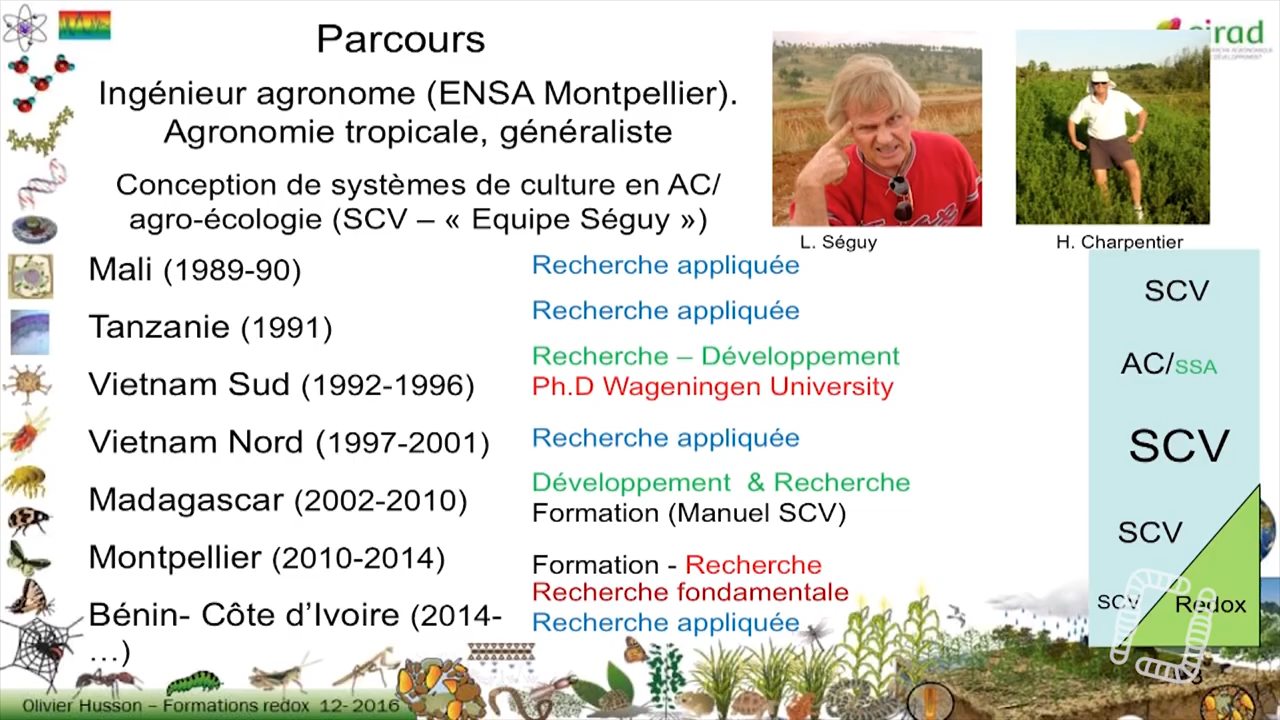 Parcours
cirad
Ingénieur agronome (ENSA Montpellier).
Agronomie tropicale, généraliste
Conception de systèmes de culture en AC/
agro-écologie (SCV – « Equipe Séguy »)
L. Séguy
H. Charpentier
Mali (1989-90)
Recherche appliquée
SCV
Tanzanie (1991)
Recherche appliquée
Vietnam Sud (1992-1996)
Recherche – Développement
Ph.D Wageningen University
AC/SSA
Vietnam Nord (1997-2001)
Recherche appliquée
SCV
Madagascar (2002-2010)
Développement & Recherche
Formation (Manuel SCV)
SCV
Montpellier (2010-2014)
Formation - Recherche
Recherche fondamentale
Bénin- Côte d’Ivoire (2014-
…)
Recherche appliquée
SCV
Redox
3
Olivier Husson – Formations redox 12- 2016